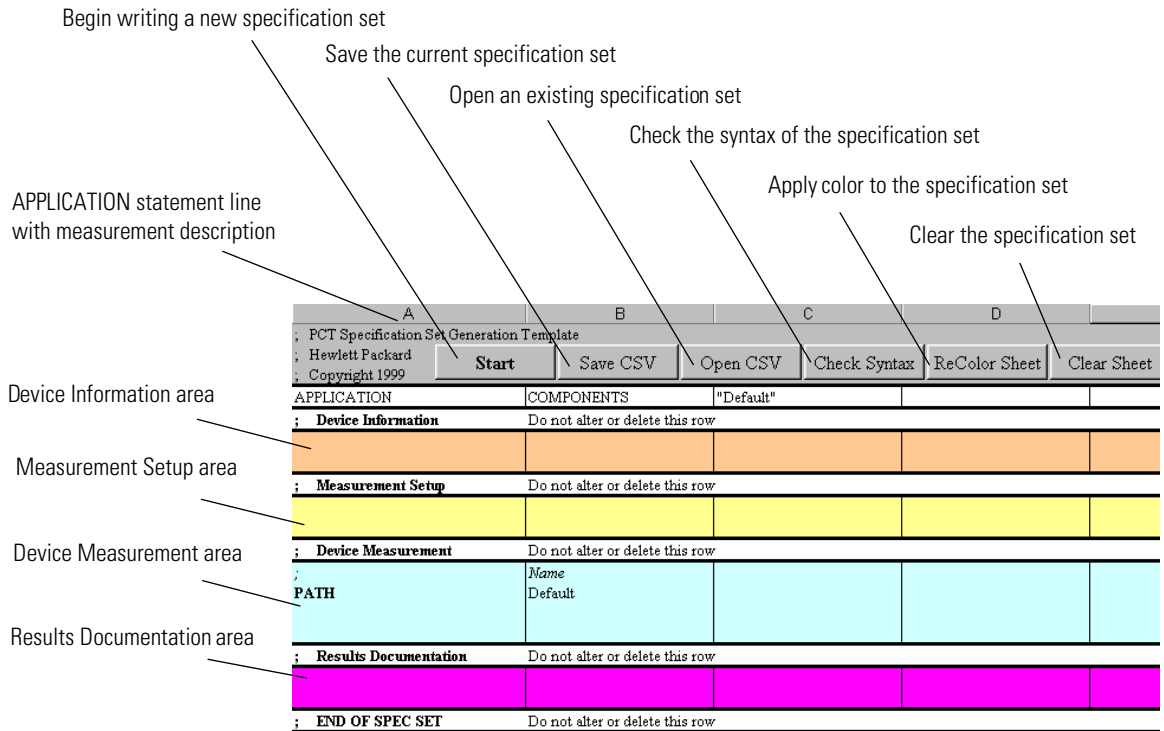 Begin writing a new specification set
Save the current specification set
Open an existing specification set
Check the syntax of the specification set
Apply color to the specification set
Clear the specification set
APPLICATION statement line
with measurement description
A B C D
; PCT Specification Set Generation Template
; Hewlett Packard
; Copyright 1999
Start Save CSV Open CSV Check Syntax ReColor Sheet Clear Sheet
APPLICATION COMPONENTS "Default"
; Device Information Do not alter or delete this row
Device Information area
; Measurement Setup Do not alter or delete this row
Measurement Setup area
; Device Measurement Do not alter or delete this row
Device Measurement area
; Name
PATH Default
; Results Documentation Do not alter or delete this row
Results Documentation area
; END OF SPEC SET Do not alter or delete this row